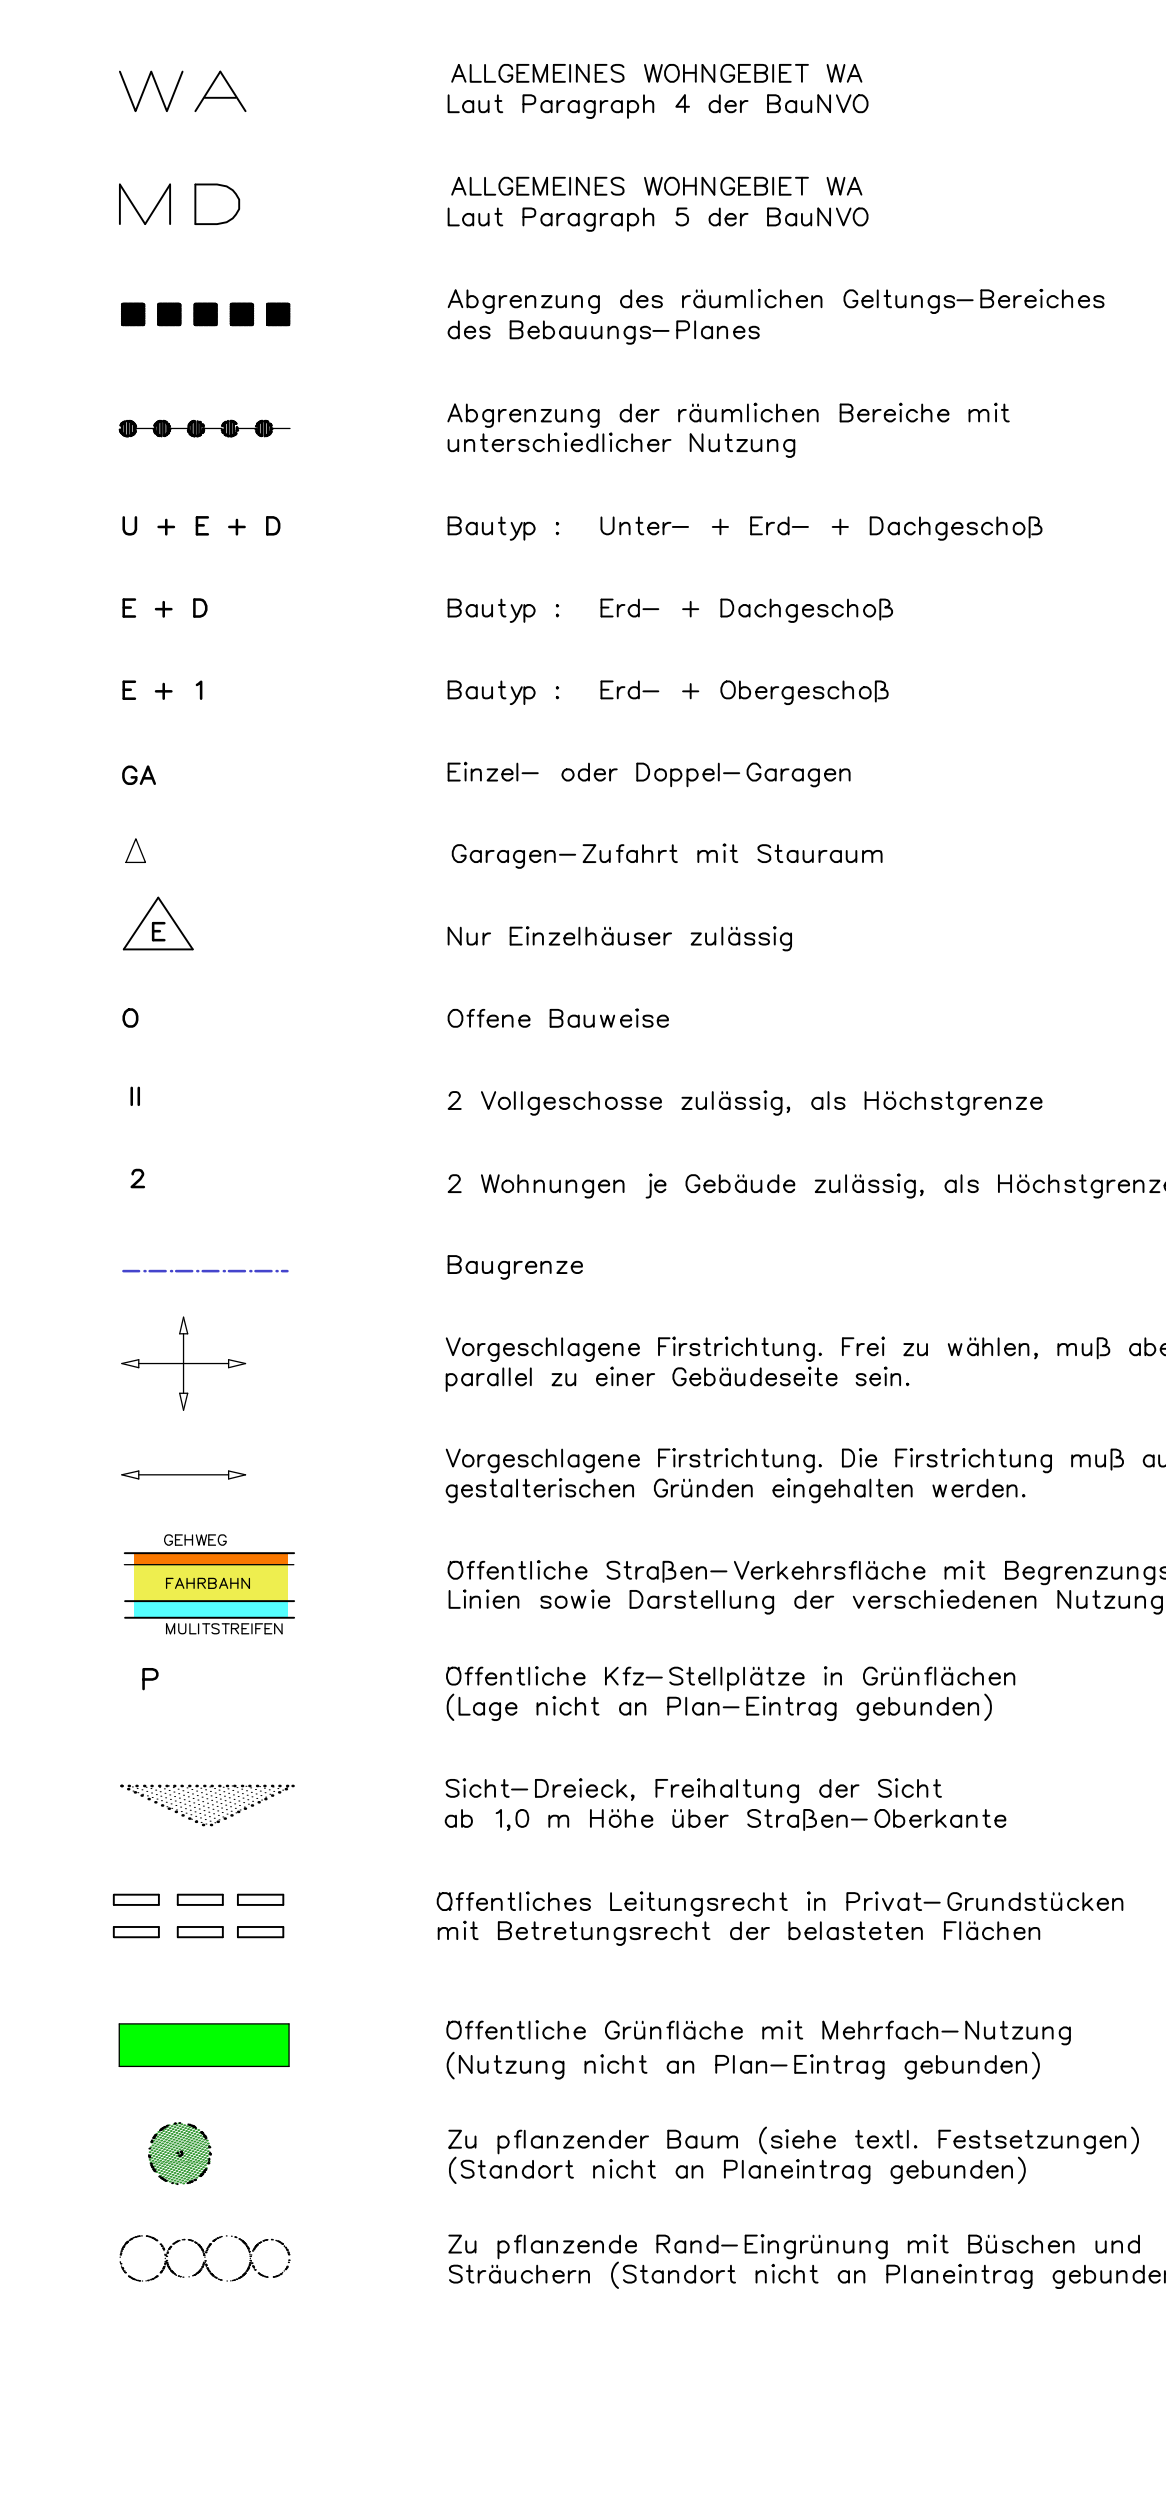 WA ALLGEMEINES WOHNGEBIET WA
Laut Paragraph 4 der BauNVO
MD ALLGEMEINES WOHNGEBIET WA
Laut Paragraph 5 der BauNVO
Abgrenzung des räumlichen Geltungs-Bereiches
des Bebauungs-Planes
Abgrenzung der räumlichen Bereiche mit
unterschiedlicher Nutzung
U + E + D Bautyp : Unter- + Erd- + Dachgeschoß
E + D Bautyp : Erd- + Dachgeschoß
E + 1 Bautyp : Erd- + Obergeschoß
GA Einzel- oder Doppel-Garagen
Garagen-Zufahrt mit Stauraum
E Nur Einzelhäuser zulässig
O Offene Bauweise
II 2 Vollgeschosse zulässig, als Höchstgrenze
2 2 Wohnungen je Gebäude zulässig, als Höchstgrenze
Baugrenze
Vorgeschlagene Firstrichtung. Frei zu wählen, muß abe
parallel zu einer Gebäudeseite sein.
Vorgeschlagene Firstrichtung. Die Firstrichtung muß au
gestalterischen Gründen eingehalten werden.
GEHWEG
FAHRBAHN
MULITSTREIFEN
Öffentliche Straßen-Verkehrsfläche mit Begrenzungs
Linien sowie Darstellung der verschiedenen Nutzung
P Öffentliche Kfz-Stellplätze in Grünflächen
(Lage nicht an Plan-Eintrag gebunden)
Sicht-Dreieck, Freihaltung der Sicht
ab 1,0 m Höhe über Straßen-Oberkante
Öffentliches Leitungsrecht in Privat-Grundstücken
mit Betretungsrecht der belasteten Flächen
Öffentliche Grünfläche mit Mehrfach-Nutzung
(Nutzung nicht an Plan-Eintrag gebunden)
Zu pflanzender Baum (siehe textl. Festsetzungen)
(Standort nicht an Planeintrag gebunden)
Zu pflanzende Rand-Eingrünung mit Büschen und
Sträuchern (Standort nicht an Planeintrag gebunden